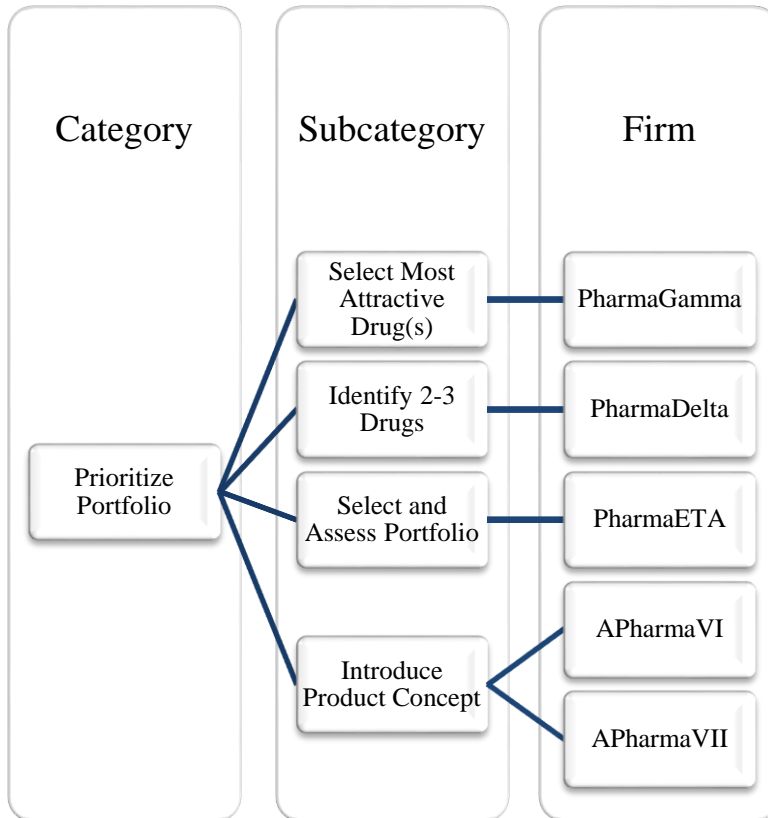 Category
Subcategory
Firm
Prioritize
Portfolio
Select Most
Attractive
Drug(s)
PharmaGamma
Identify 2-3
Drugs
PharmaDelta
Select and
Assess Portfolio
PharmaETA
Introduce
Product Concept
APharmaVI
APharmaVII